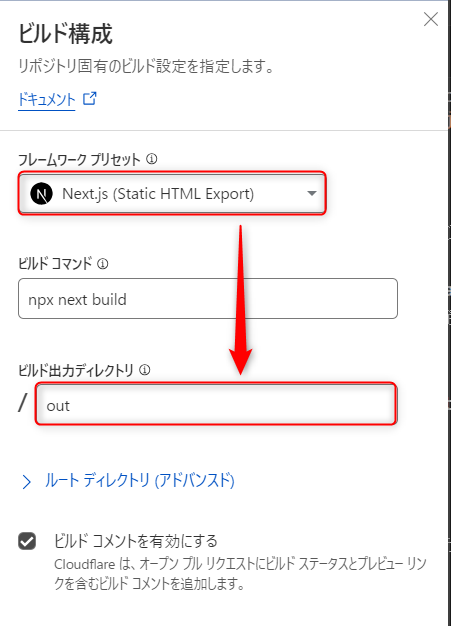 ビルド構成
リポジトリ固有のビルド設定を指定します。
ドキュメント
フレームワーク プリセット
N Next.js (Static HTML Export)
ビルド コマンド
npx next build
ビルド出力ディレクトリ
/ out
ルート ディレクトリ (アドバンスド)
ビルド コメントを有効にする
Cloudflare は、オープン プル リクエストにビルド ステータスとプレビュー リン
クを含むビルド コメントを追加します。